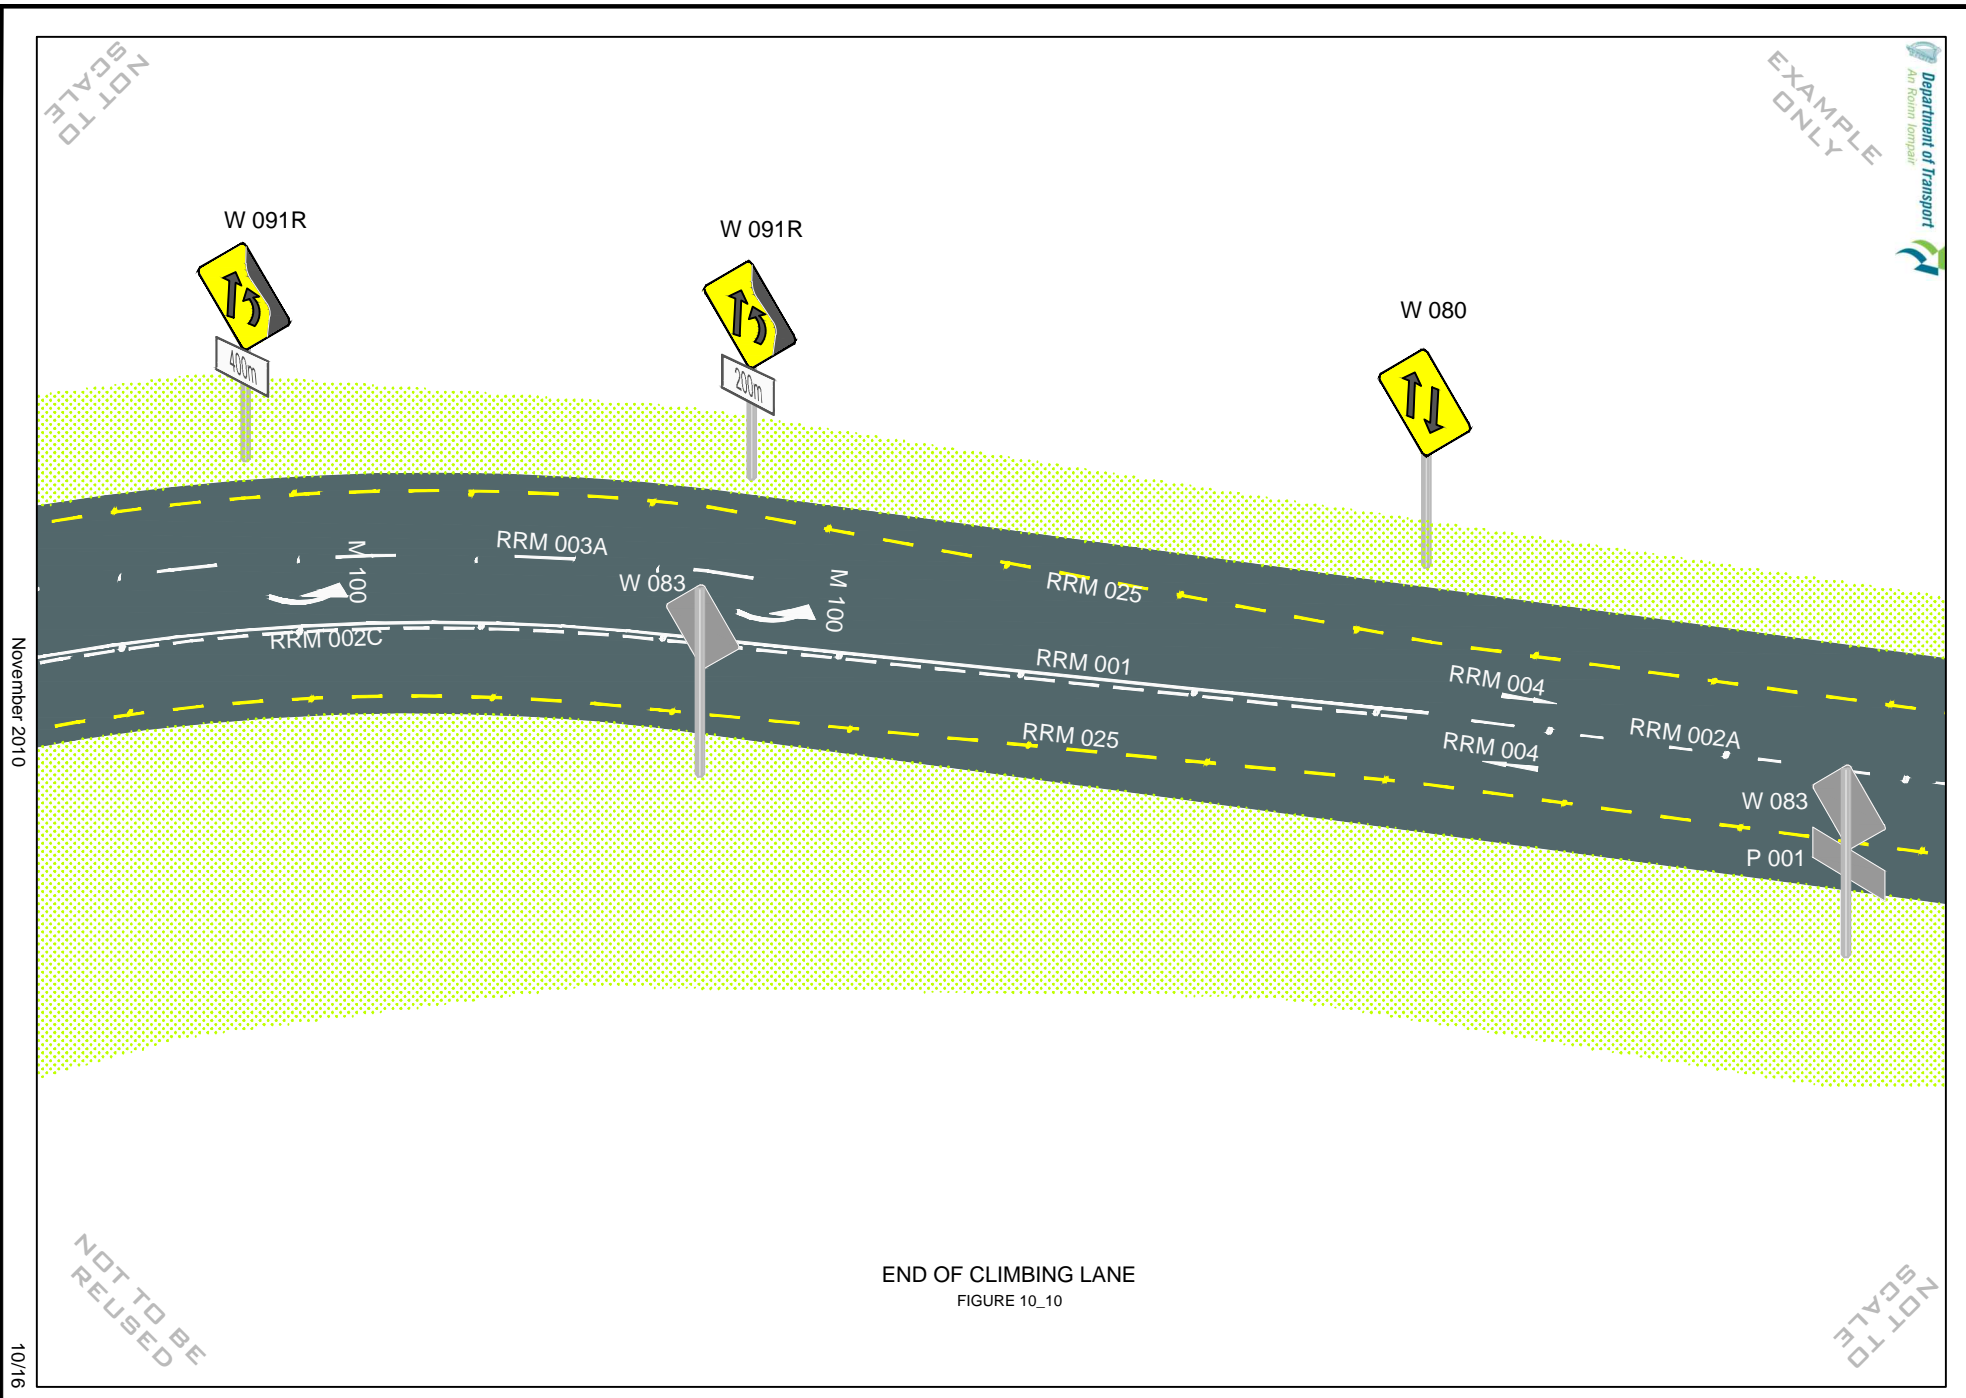 NOT TO
SCALE
EXAMPLE
ONLY
Department of Transport
An Roinn Iompair
W 091R
W 091R
W 080
400m
200m
RRM 003A
M 100
W 083
M 100
RRM 025
RRM 002C
RRM 001
RRM 004
RRM 025
RRM 004
RRM 002A
W 083
P 001
November 2010
END OF CLIMBING LANE
FIGURE 10_10
NOT TO BE
REUSED
NOT TO
SCALE
10/16